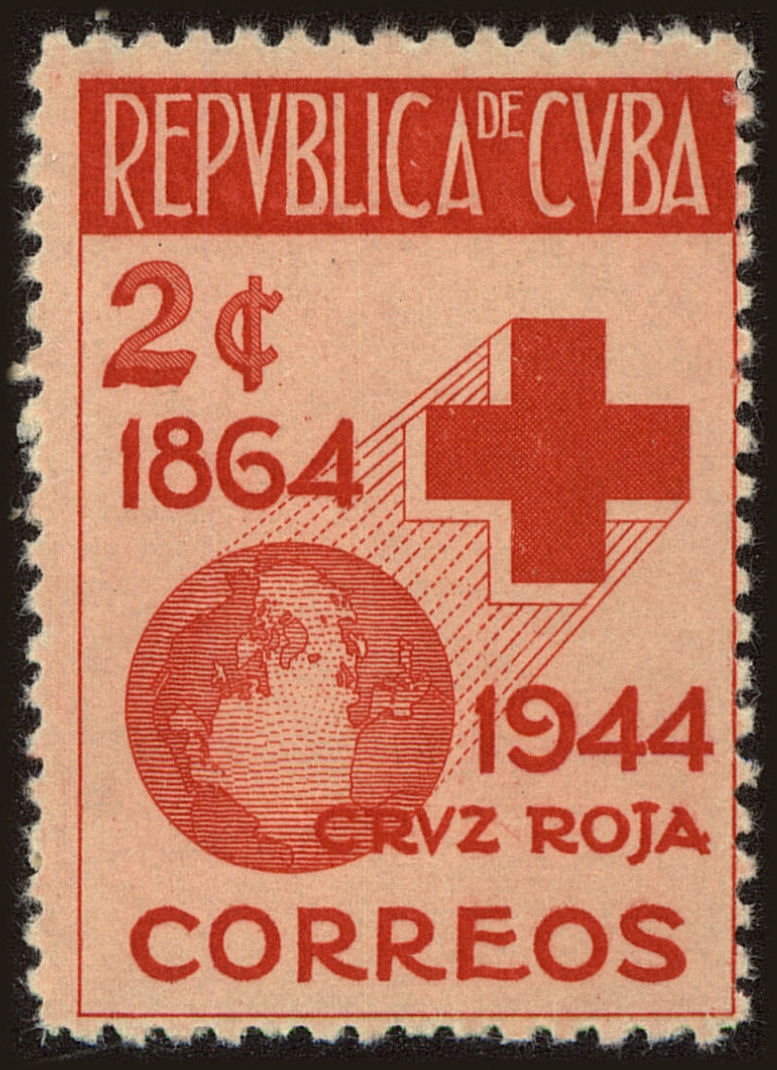 REPVBLICA DE CVBA
2¢
1864
1944
CRVZ ROJA
CORREOS